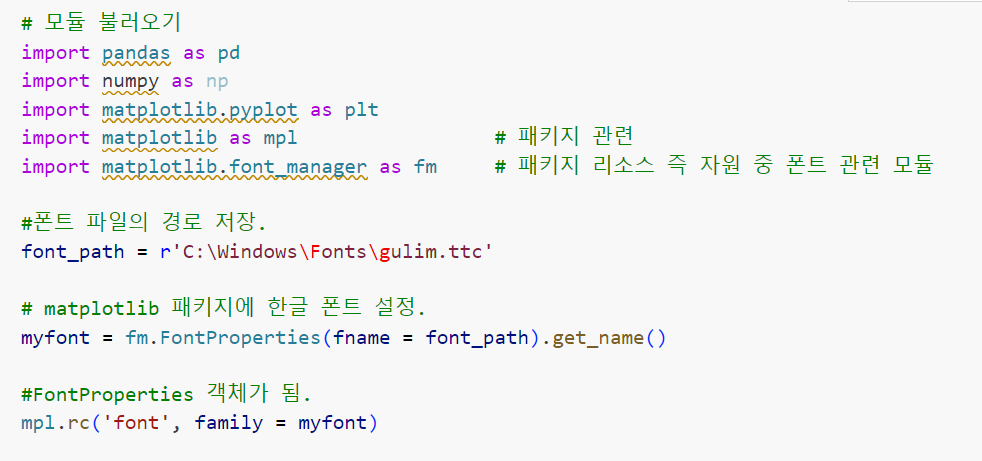 # 모듈 불러오기
import pandas as pd
import numpy as np
import matplotlib.pyplot as plt
import matplotlib as mpl # 패키지 관련
import matplotlib.font_manager as fm # 패키지 리소스 즉 자원 중 폰트 관련 모듈
#폰트 파일의 경로 저장.
font_path = r'C:\Windows\Fonts\gulim.ttc'
# matplotlib 패키지에 한글 폰트 설정.
myfont = fm.FontProperties(fname = font_path).get_name()
#FontProperties 객체가 됨.
mpl.rc('font', family = myfont)